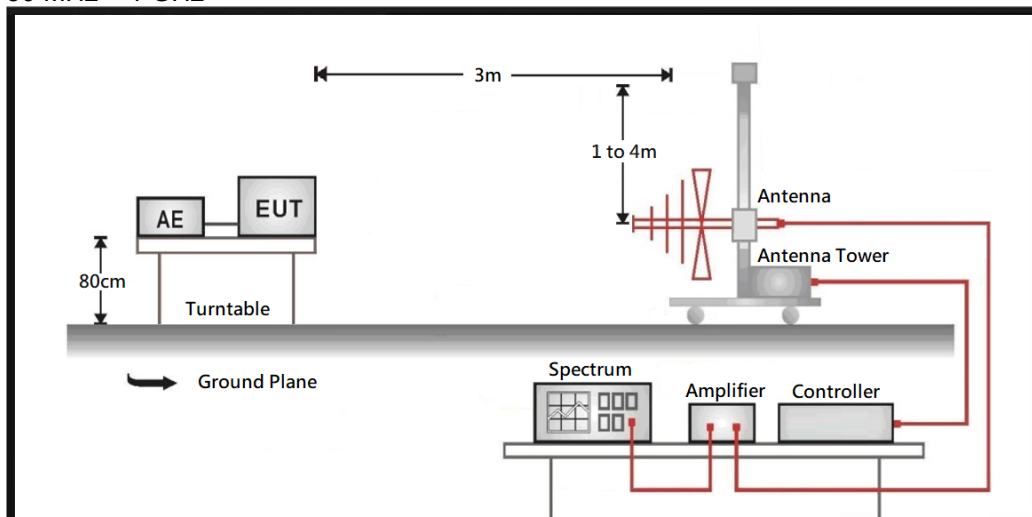 3m
1 to 4m
Antenna
AE
EUT
Antenna Tower
80cm
Turntable
Ground Plane
Spectrum
Amplifier
Controller